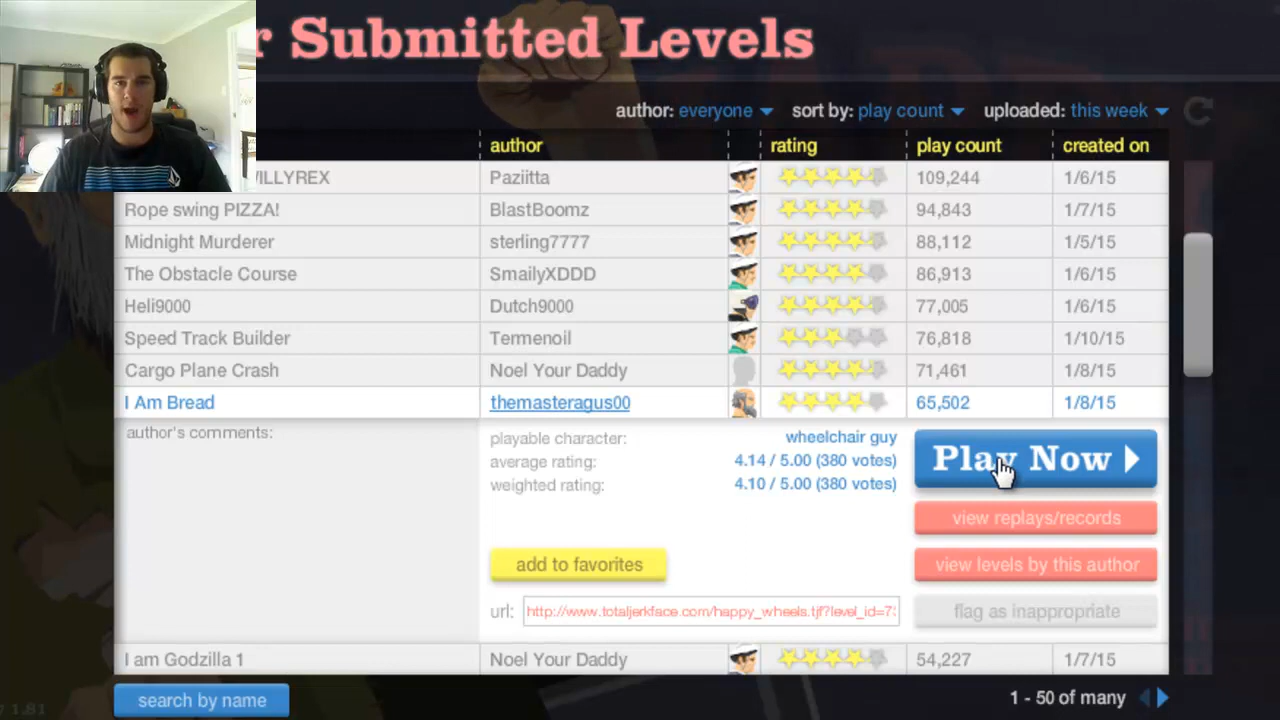 r Submitted Levels
author: everyone sort by: play count uploaded: this week
author rating play count created on
VILLYREX Paziitta 109,244 1/6/15
Rope swing PIZZA! BlastBoomz 94,843 1/7/15
Midnight Murderer sterling7777 88,112 1/5/15
The Obstacle Course SmailyXDDD 86,913 1/6/15
Heli9000 Dutch9000 77,005 1/6/15
Speed Track Builder Termenoil 76,818 1/10/15
Cargo Plane Crash Noel Your Daddy 71,461 1/8/15
I Am Bread themasteragus00 65,502 1/8/15
author's comments:
playable character: wheelchair guy
average rating: 4.14 / 5.00 (380 votes)
weighted rating: 4.10 / 5.00 (380 votes)
Play Now
view replays/records
add to favorites
view levels by this author
url: http://www.totaljerkface.com/happy_wheels.tjf?level_id=7
flag as inappropriate
I am Godzilla 1 Noel Your Daddy 54,227 1/7/15
search by name
1 - 50 of many
1.81